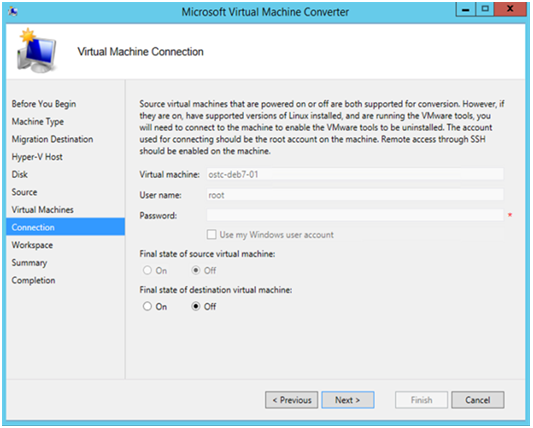 Microsoft Virtual Machine Converter
Virtual Machine Connection
Before You Begin
Machine Type
Migration Destination
Hyper-V Host
Disk
Source
Virtual Machines
Connection
Workspace
Summary
Completion
Source virtual machines that are powered on or off are both supported for conversion. However, if
they are on, have supported versions of Linux installed, and are running the VMware tools, you
will need to connect to the machine to enable the VMware tools to be uninstalled. The account
used for connecting should be the root account on the machine. Remote access through SSH
should be enabled on the machine.
Virtual machine: ostc-deb7-01
User name: root
Password: *
Use my Windows user account
Final state of source virtual machine:
On Off
Final state of destination virtual machine:
On Off
< Previous Next > Finish Cancel